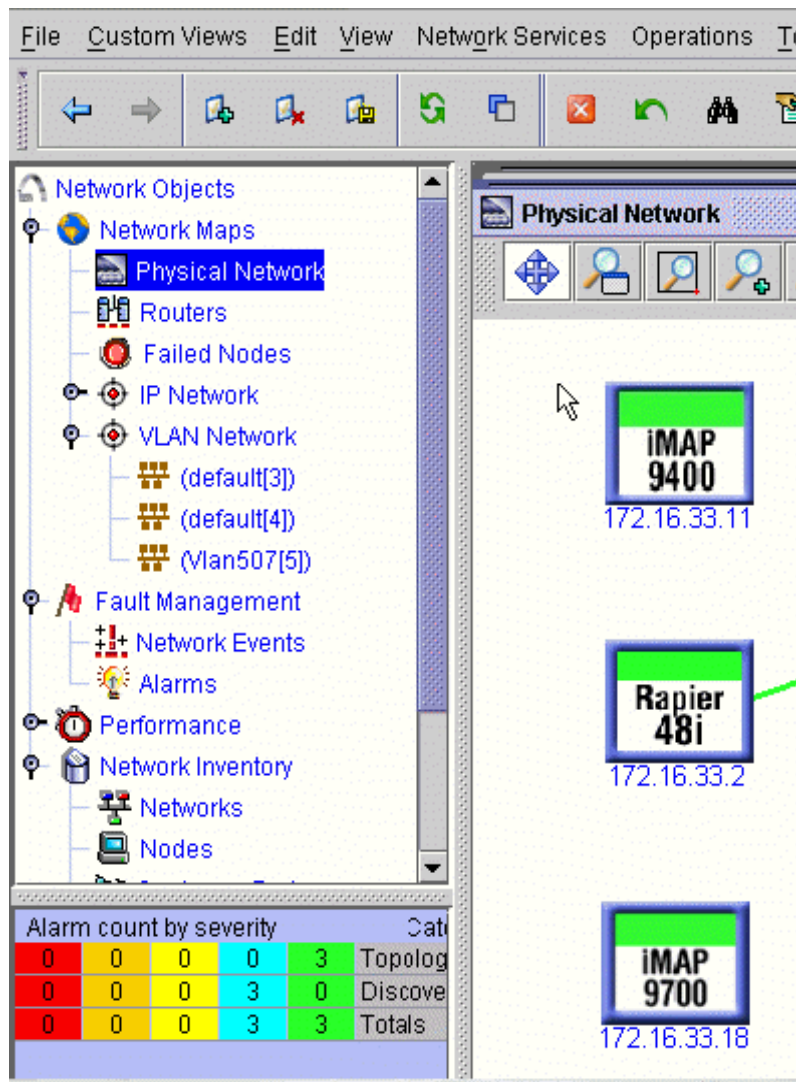 File Custom Views Edit View Network Services Operations
Network Objects
Network Maps
Physical Network
Routers
Failed Nodes
IP Network
VLAN Network
(default[3])
(default[4])
(Vlan507[5])
Fault Management
Network Events
Alarms
Performance
Network Inventory
Networks
Nodes
Alarm count by severity
0 0 0 0 3 Topolog
0 0 0 3 0 Discove
0 0 0 3 3 Totals
Physical Network
iMAP
9400
172.16.33.11
Rapier
48i
172.16.33.2
iMAP
9700
172.16.33.18